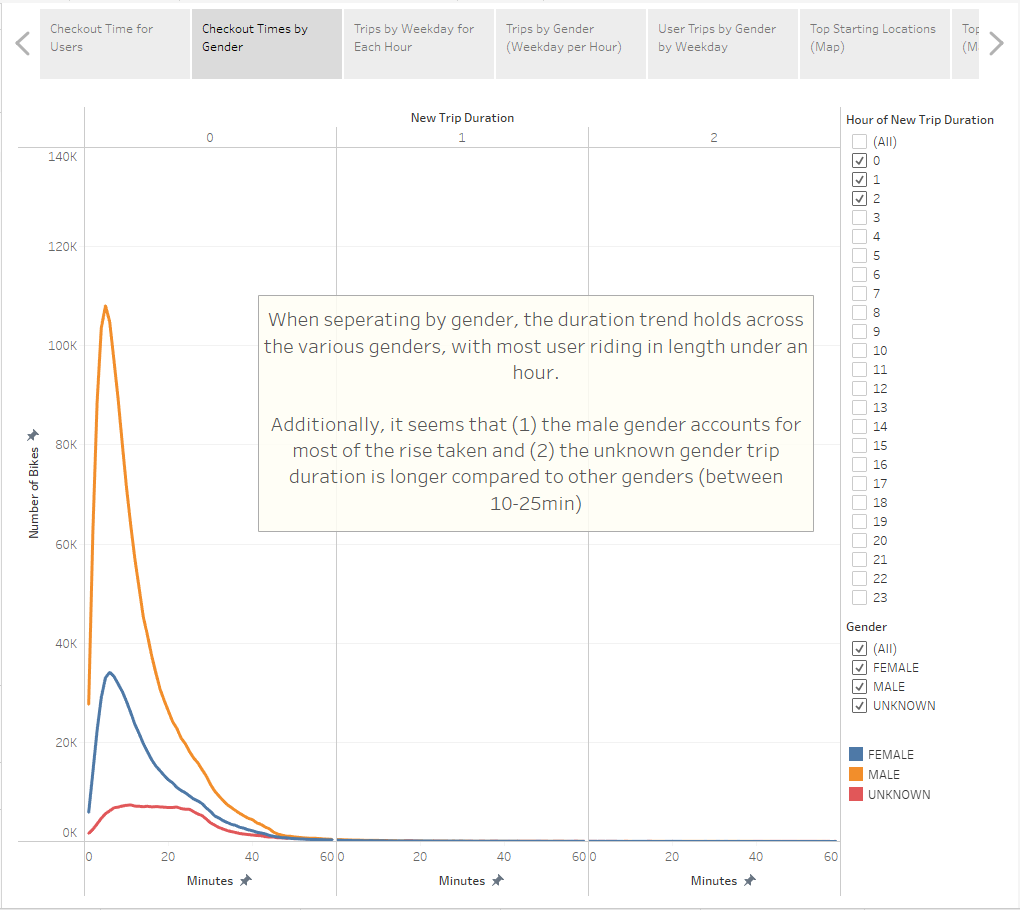 Checkout Time for
Users
Checkout Times by
Gender
Trips by Weekday for
Each Hour
Trips by Gender
(Weekday per Hour)
User Trips by Gender
by Weekday
Top Starting Locations
(Map)
Top
(M
New Trip Duration
0
1
2
140K
120K
100K
80K
60K
40K
20K
0K
Number of Bikes
When seperating by gender, the duration trend holds across
the various genders, with most user riding in length under an
hour.
Additionally, it seems that (1) the male gender accounts for
most of the rise taken and (2) the unknown gender trip
duration is longer compared to other genders (between
10-25min)
0
20
40
60
0
20
40
60
0
20
40
60
Minutes
Minutes
Minutes
Hour of New Trip Duration
(All)
0
1
2
3
4
5
6
7
8
9
10
11
12
13
14
15
16
17
18
19
20
21
22
23
Gender
(All)
FEMALE
MALE
UNKNOWN
FEMALE
MALE
UNKNOWN